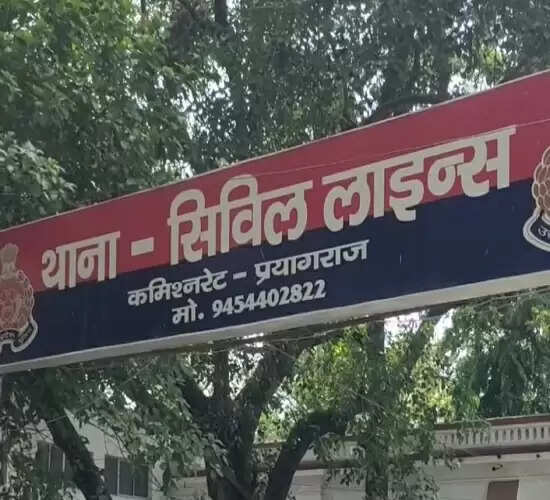 थाना - सिविल लाइन्स
कमिश्नरेट - प्रयागराज
मो. 9454402822